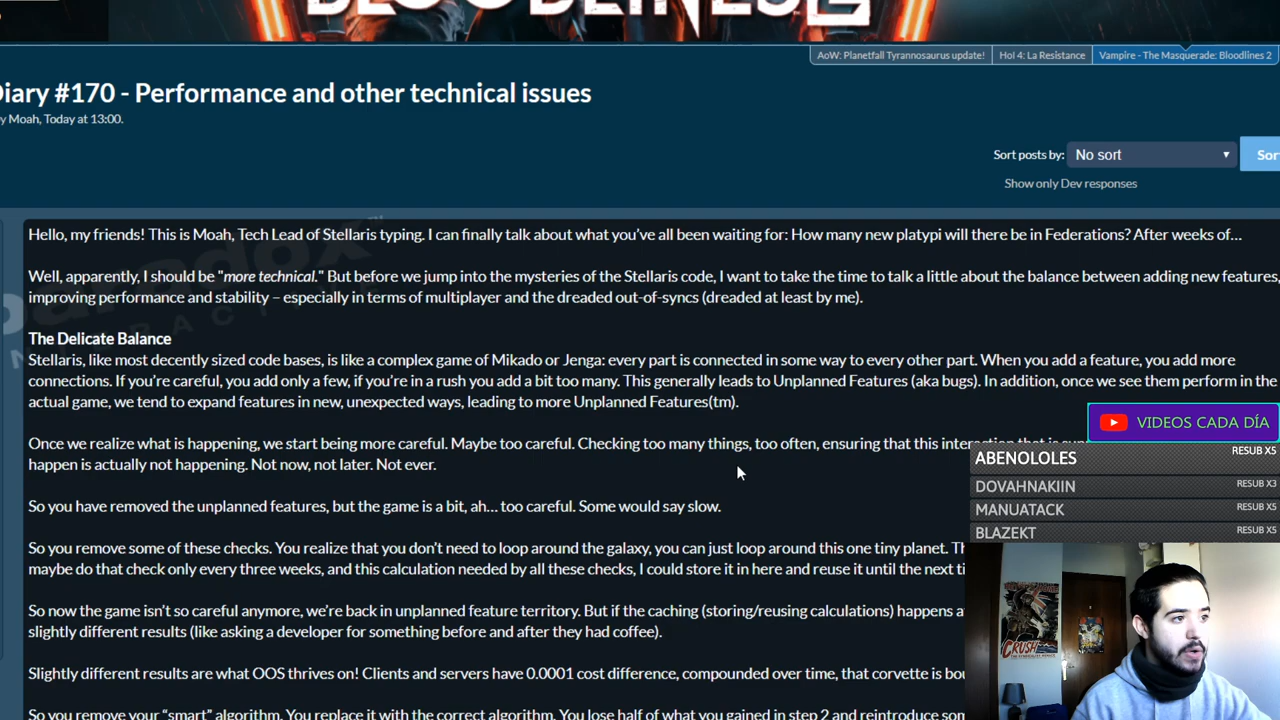 BLOODLINES 2
AoW: Planetfall Tyrannosaurus update!
HoI 4: La Resistance
Vampire - The Masquerade: Bloodlines 2
Diary #170 - Performance and other technical issues
by Moah, Today at 13:00.
Sort posts by: No sort
Show only Dev responses
Hello, my friends! This is Moah, Tech Lead of Stellaris typing. I can finally talk about what you've all been waiting for: How many new platypi will there be in Federations? After weeks of…
Well, apparently, I should be "more technical." But before we jump into the mysteries of the Stellaris code, I want to take the time to talk a little about the balance between adding new features,
improving performance and stability – especially in terms of multiplayer and the dreaded out-of-syncs (dreaded at least by me).
The Delicate Balance
Stellaris, like most decently sized code bases, is like a complex game of Mikado or Jenga: every part is connected in some way to every other part. When you add a feature, you add more
connections. If you're careful, you add only a few, if you're in a rush you add a bit too many. This generally leads to Unplanned Features (aka bugs). In addition, once we see them perform in the
actual game, we tend to expand features in new, unexpected ways, leading to more Unplanned Features(tm).
Once we realize what is happening, we start being more careful. Maybe too careful. Checking too many things, too often, ensuring that this interaction that is
happen is actually not happening. Not now, not later. Not ever.
So you have removed the unplanned features, but the game is a bit, ah… too careful. Some would say slow.
So you remove some of these checks. You realize that you don't need to loop around the galaxy, you can just loop around this one tiny planet.
maybe do that check only every three weeks, and this calculation needed by all these checks, I could store it in here and reuse it until the next
So now the game isn't so careful anymore, we're back in unplanned feature territory. But if the caching (storing/reusing calculations) happens
slightly different results (like asking a developer for something before and after they had coffee).
Slightly different results are what OOS thrives on! Clients and servers have 0.0001 cost difference, compounded over time, that corvette is
So you remove your "smart" algorithm. You replace it with the correct algorithm. You lose half of what you gained in step 2 and reintroduce
VIDEOS CADA DÍA
ABENOLOLES RESUB X5
DOVAHNAKIIN RESUB X3
MANUATACK RESUB X5
BLAZEKT RESUB X5
CRUSH